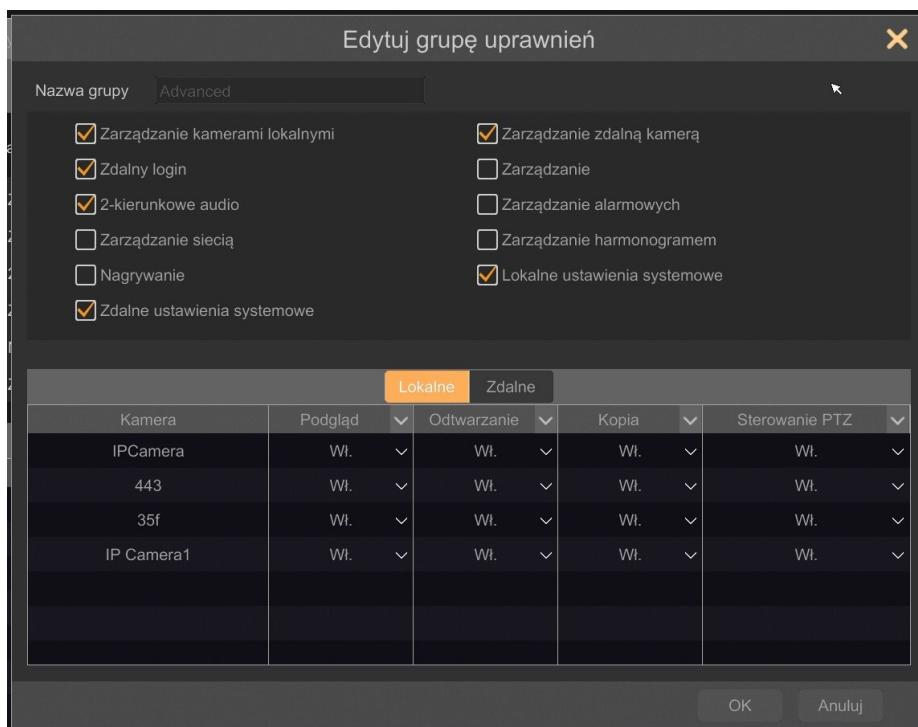 Edytuj grupę uprawnień
Nazwa grupy Advanced
Zarządzanie kamerami lokalnymi Zarządzanie zdalną kamerą
Zdalny login Zarządzanie
2-kierunkowe audio Zarządzanie alarmowych
Zarządzanie siecią Zarządzanie harmonogramem
Nagrywanie Lokalne ustawienia systemowe
Zdalne ustawienia systemowe
Lokalne Zdalne
Kamera Podgląd Odtwarzanie Kopia Sterowanie PTZ
IPCamera Wł. Wł. Wł. Wł.
443 Wł. Wł. Wł. Wł.
35f Wł. Wł. Wł. Wł.
IP Camera1 Wł. Wł. Wł. Wł.
OK Anuluj